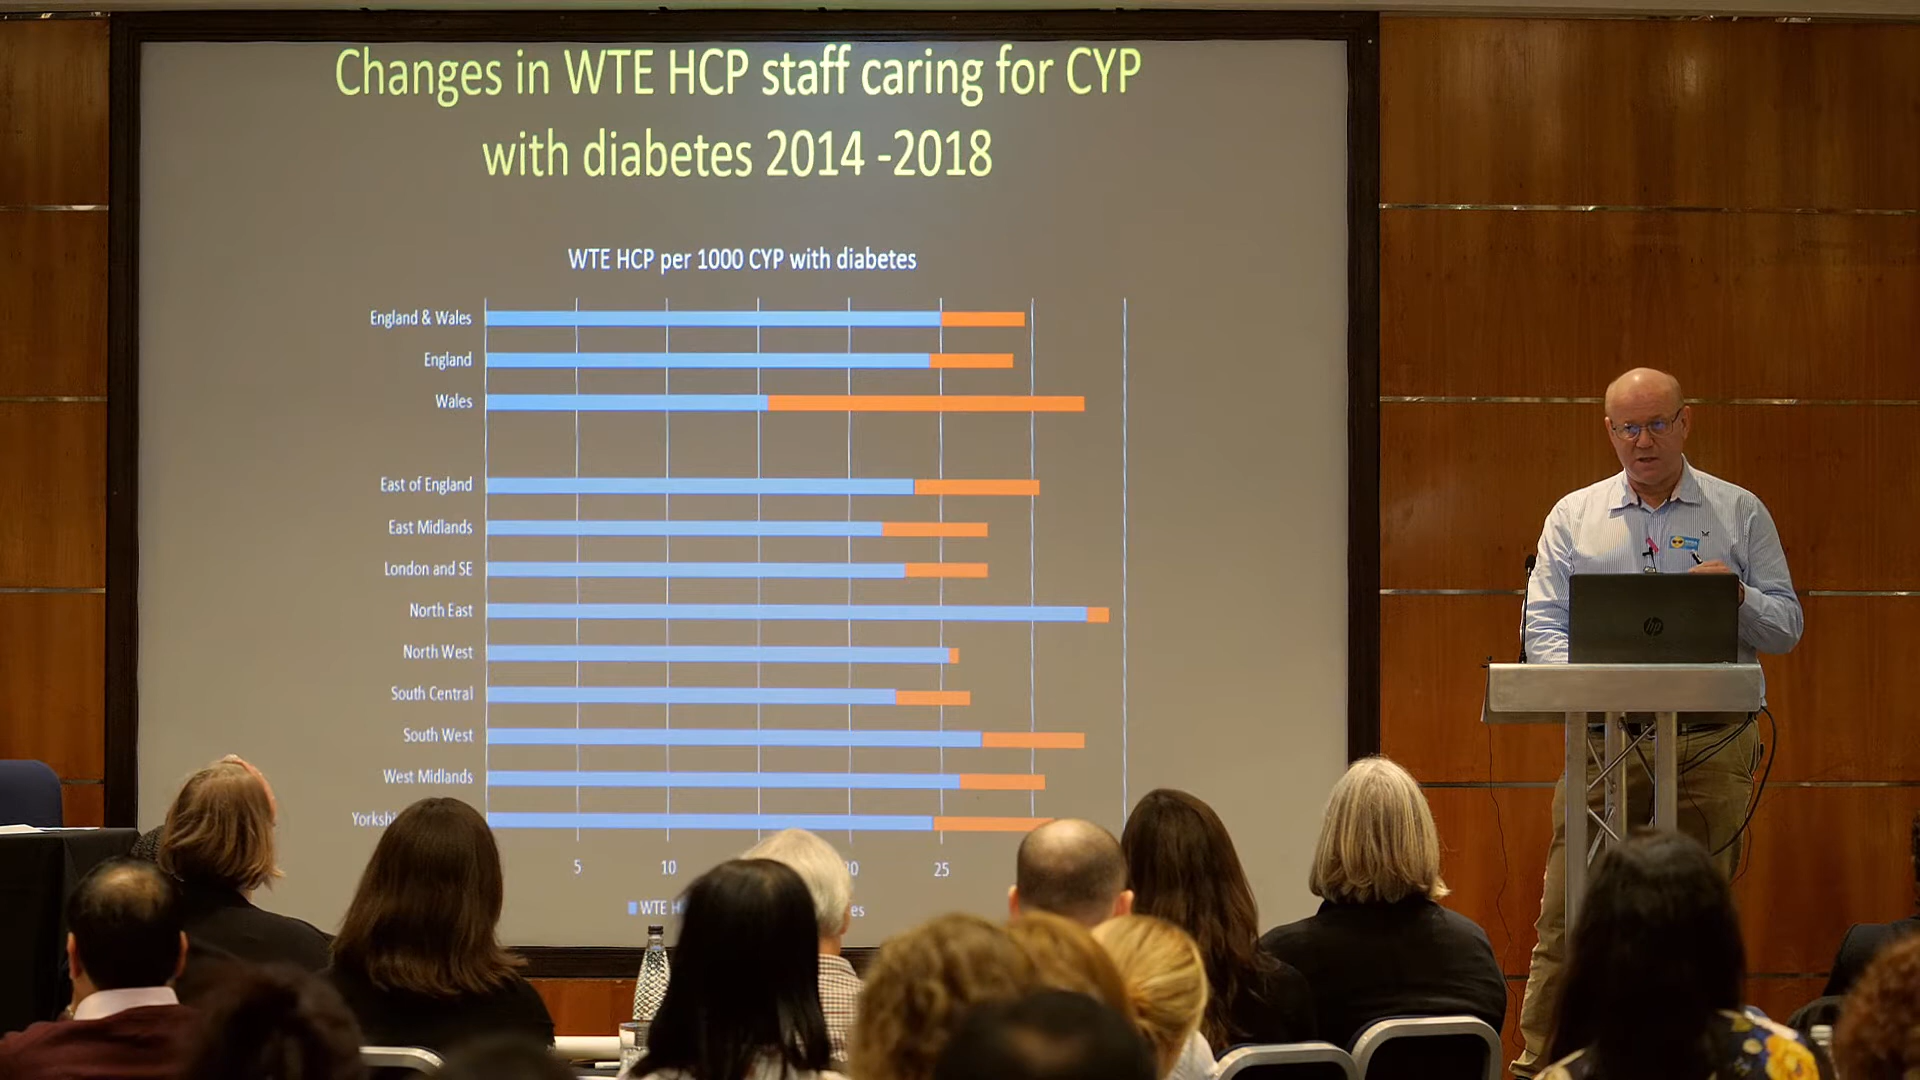 Changes in WTE HCP staff caring for CYP
with diabetes 2014 -2018
WTE HCP per 1000 CYP with diabetes
England & Wales
England
Wales
East of England
East Midlands
London and SE
North East
North West
South Central
South West
West Midlands
5 10 25
WTE
hp